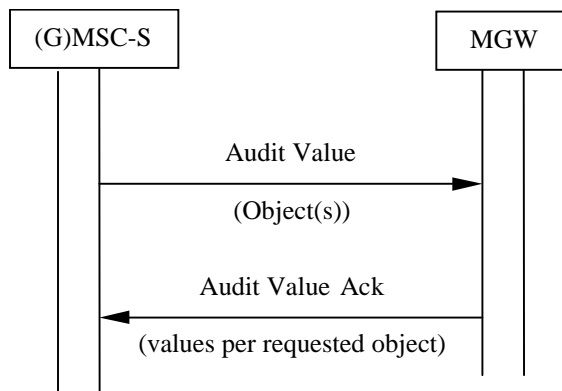 (G)MSC-S
MGW
Audit Value
(Object(s))
Audit Value Ack
(values per requested object)